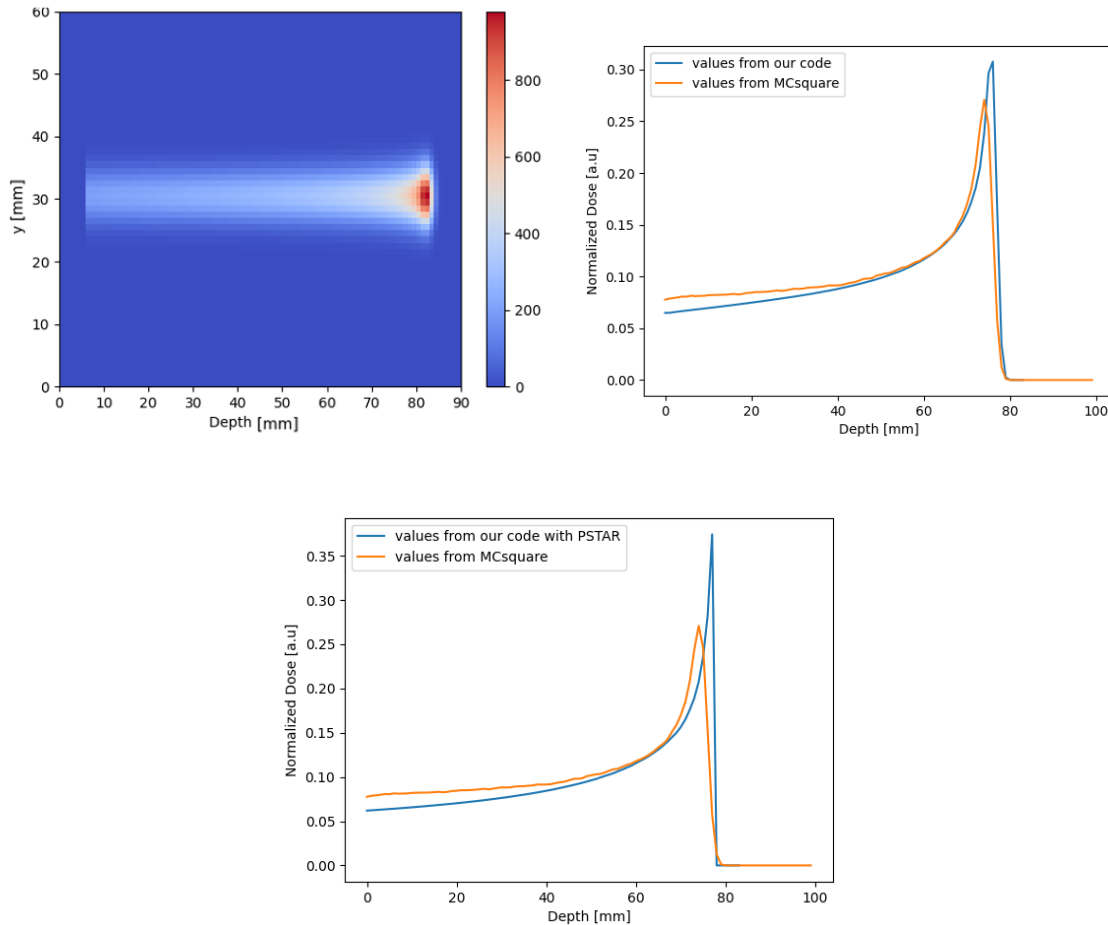 60
50
40
30
20
10
0
y [mm]
0 10 20 30 40 50 60 70 80 90
Depth [mm]
800
600
400
200
0
values from our code
values from MCsquare
0.30
0.25
0.20
0.15
0.10
0.05
0.00
Normalized Dose [a.u]
0 20 40 60 80 100
Depth [mm]
values from our code with PSTAR
values from MCsquare
0.35
0.30
0.25
0.20
0.15
0.10
0.05
0.00
Normalized Dose [a.u]
0 20 40 60 80 100
Depth [mm]